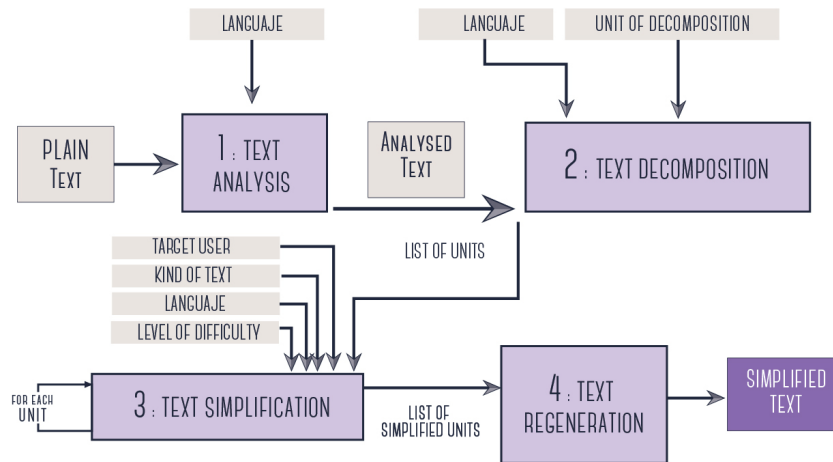 LANGUAJE
LANGUAJE
UNIT OF DECOMPOSITION
PLAIN
TEXT
1 : TEXT
ANALYSIS
ANALYSED
TEXT
2 : TEXT DECOMPOSITION
LIST OF UNITS
TARGET USER
KIND OF TEXT
LANGUAJE
LEVEL OF DIFFICULTY
FOR EACH
UNIT
3 : TEXT SIMPLIFICATION
LIST OF
SIMPLIFIED UNITS
4 : TEXT
REGENERATION
SIMPLIFIED
TEXT